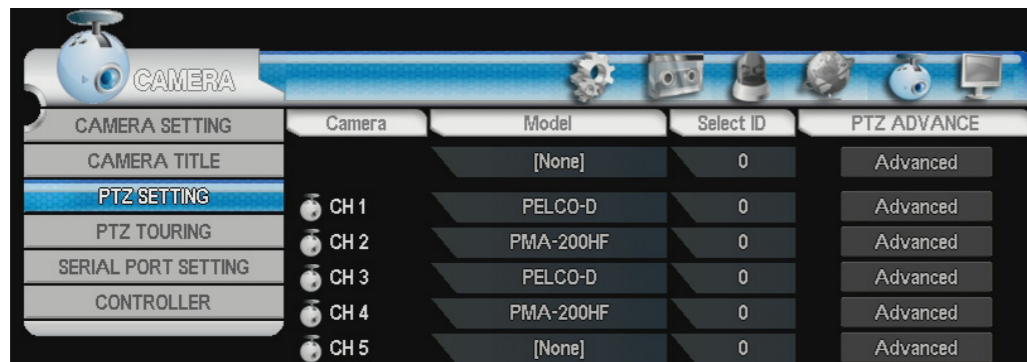 CAMERA
CAMERA SETTING
CAMERA TITLE
PTZ SETTING
PTZ TOURING
SERIAL PORT SETTING
CONTROLLER
Camera Model Select ID PTZ ADVANCE
[None] 0 Advanced
CH 1 PELCO-D 0 Advanced
CH 2 PMA-200HF 0 Advanced
CH 3 PELCO-D 0 Advanced
CH 4 PMA-200HF 0 Advanced
CH 5 [None] 0 Advanced